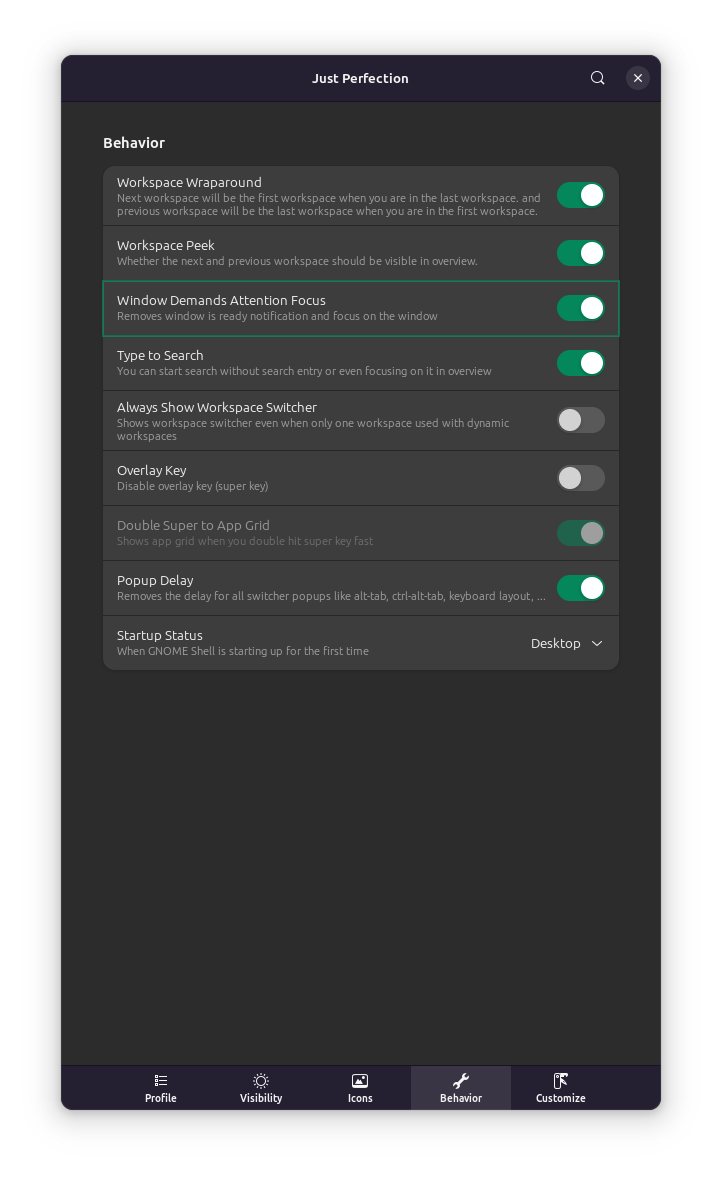 Just Perfection
Behavior
Workspace Wraparound
Next workspace will be the first workspace when you are in the last workspace. and
previous workspace will be the last workspace when you are in the first workspace.
Workspace Peek
Whether the next and previous workspace should be visible in overview.
Window Demands Attention Focus
Removes window is ready notification and focus on the window
Type to Search
You can start search without search entry or even focusing on it in overview
Always Show Workspace Switcher
Shows workspace switcher even when only one workspace used with dynamic
workspaces
Overlay Key
Disable overlay key (super key)
Double Super to App Grid
Shows app grid when you double hit super key fast
Popup Delay
Removes the delay for all switcher popups like alt-tab, ctrl-alt-tab, keyboard layout, ...
Startup Status
When GNOME Shell is starting up for the first time
Desktop
Profile
Visibility
Icons
Behavior
Customize